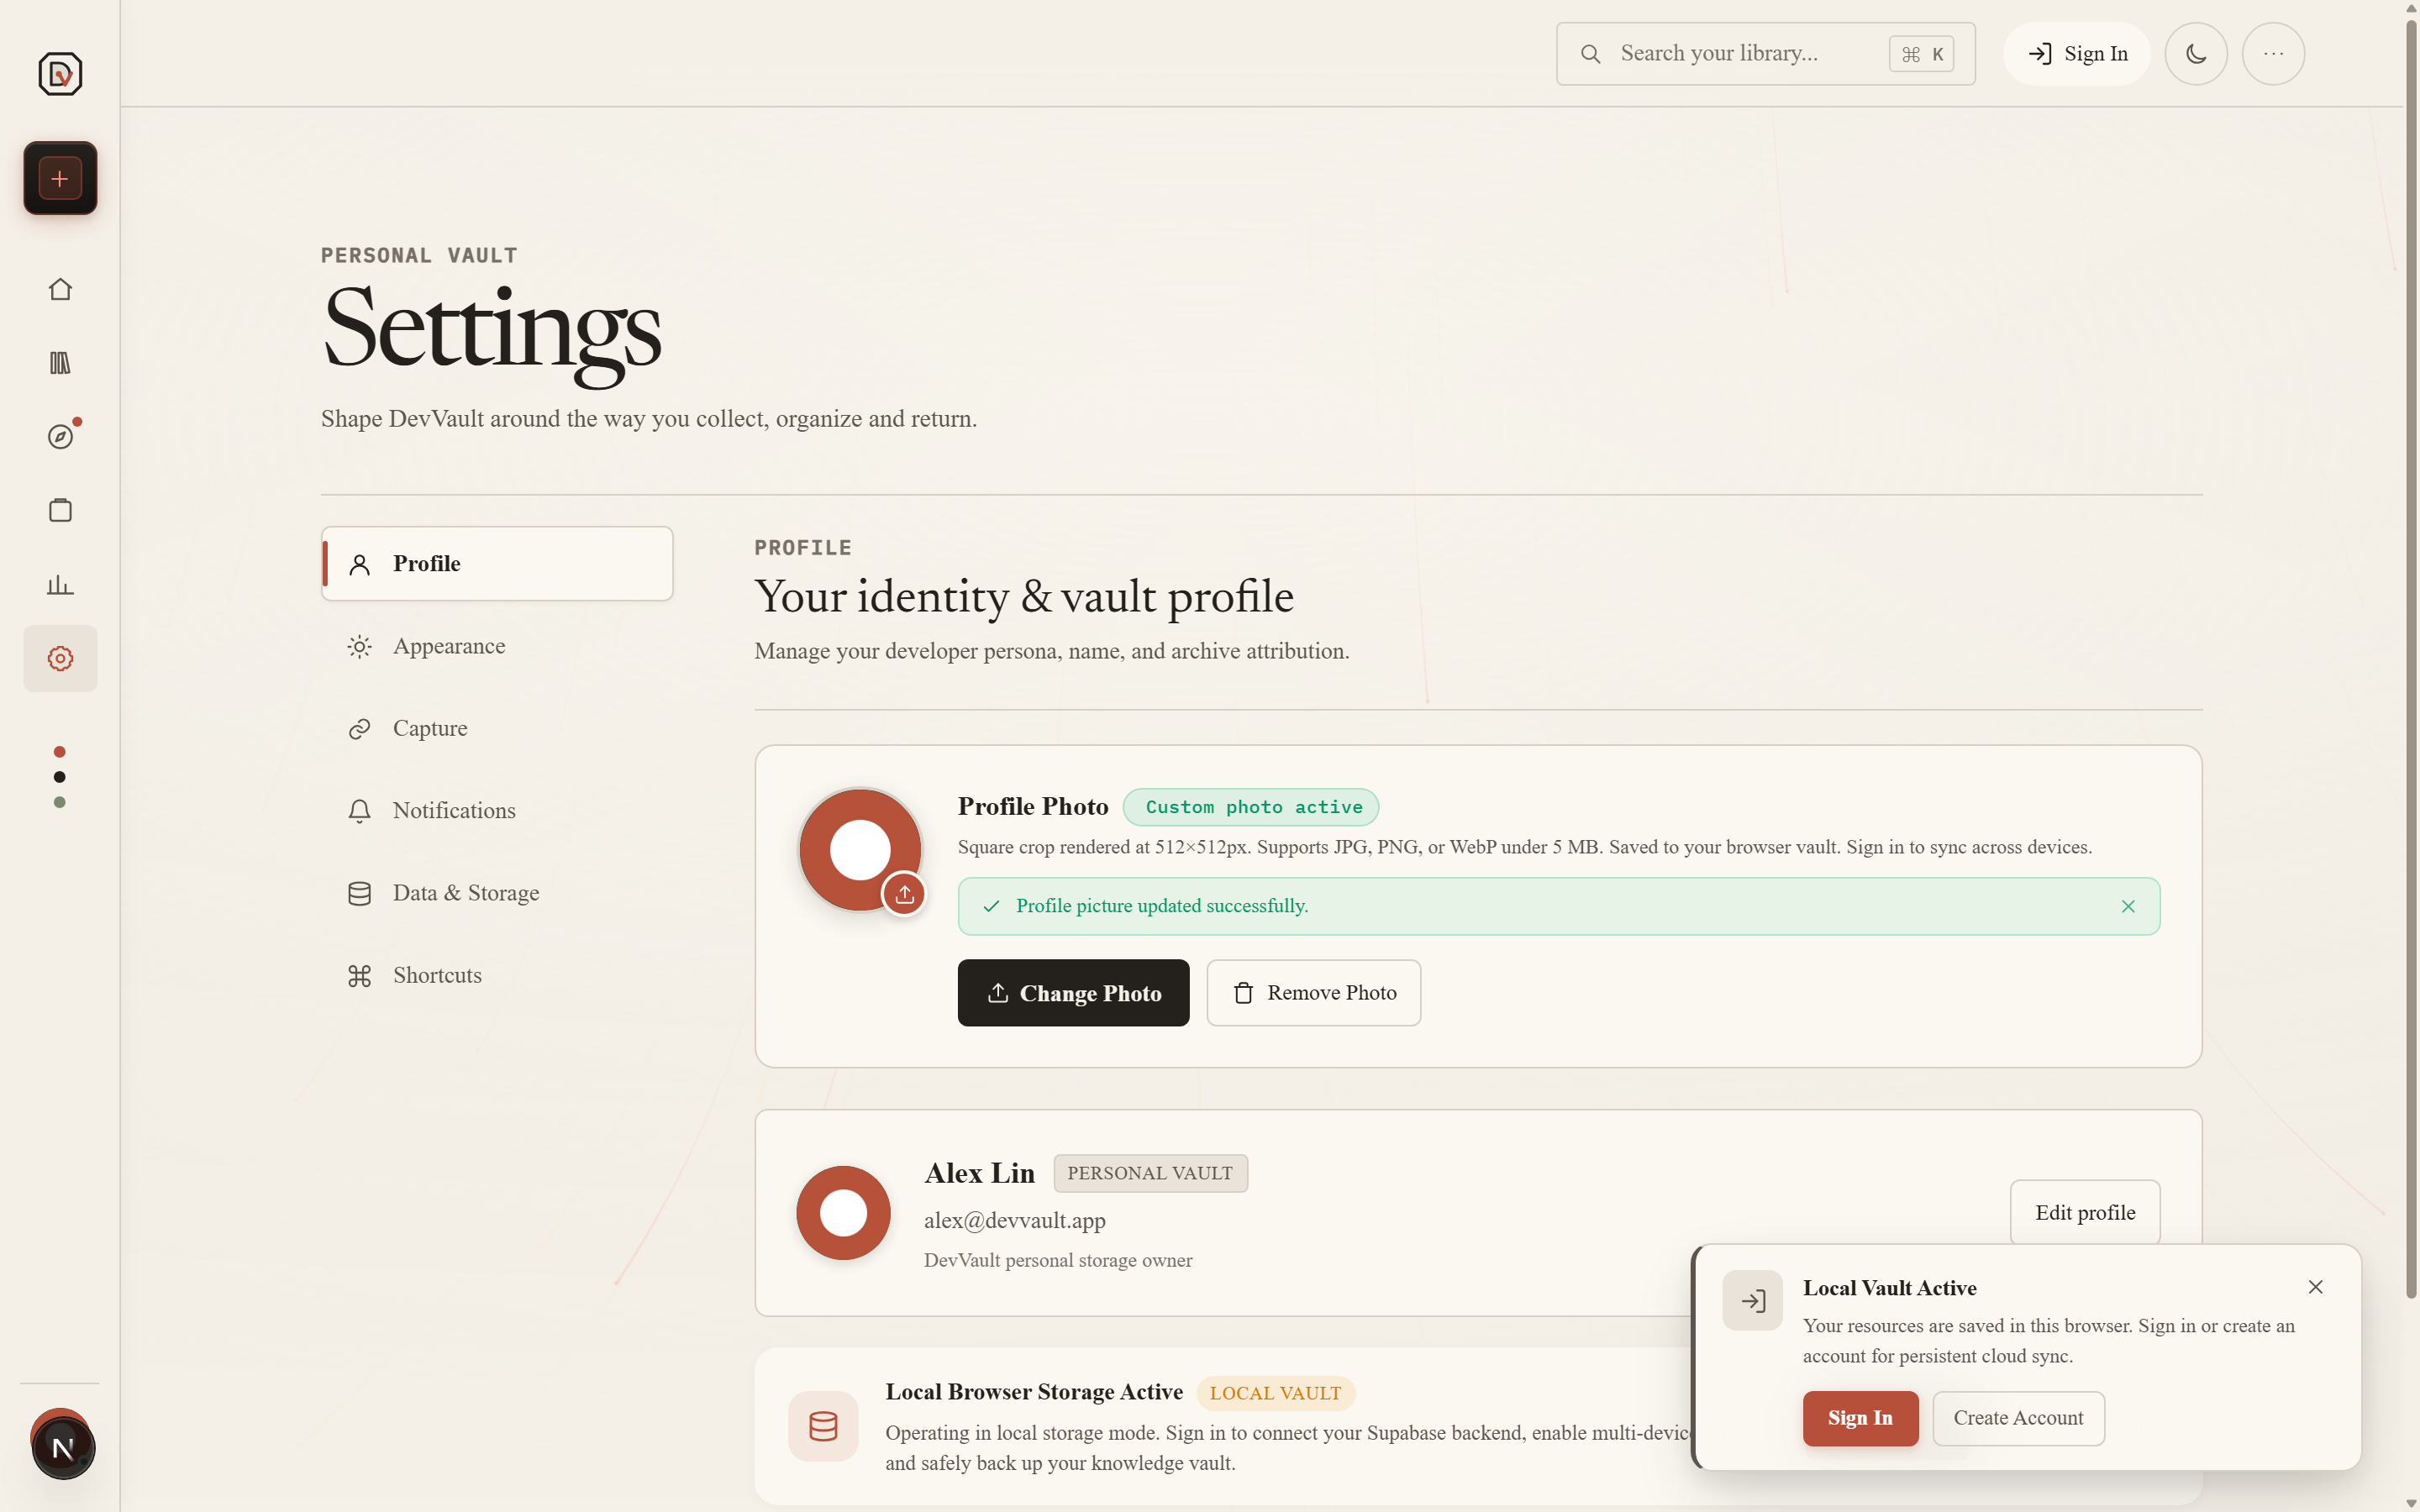 Search your library...
⌘ K
Sign In
PERSONAL VAULT
Settings
Shape DevVault around the way you collect, organize and return.
Profile
Appearance
Capture
Notifications
Data & Storage
Shortcuts
PROFILE
Your identity & vault profile
Manage your developer persona, name, and archive attribution.
Profile Photo
Custom photo active
Square crop rendered at 512×512px. Supports JPG, PNG, or WebP under 5 MB. Saved to your browser vault. Sign in to sync across devices.
Profile picture updated successfully.
Change Photo
Remove Photo
Alex Lin
PERSONAL VAULT
alex@devvault.app
DevVault personal storage owner
Edit profile
Local Browser Storage Active
LOCAL VAULT
Operating in local storage mode. Sign in to connect your Supabase backend, enable multi-device
and safely back up your knowledge vault.
Local Vault Active
Your resources are saved in this browser. Sign in or create an
account for persistent cloud sync.
Sign In
Create Account
N